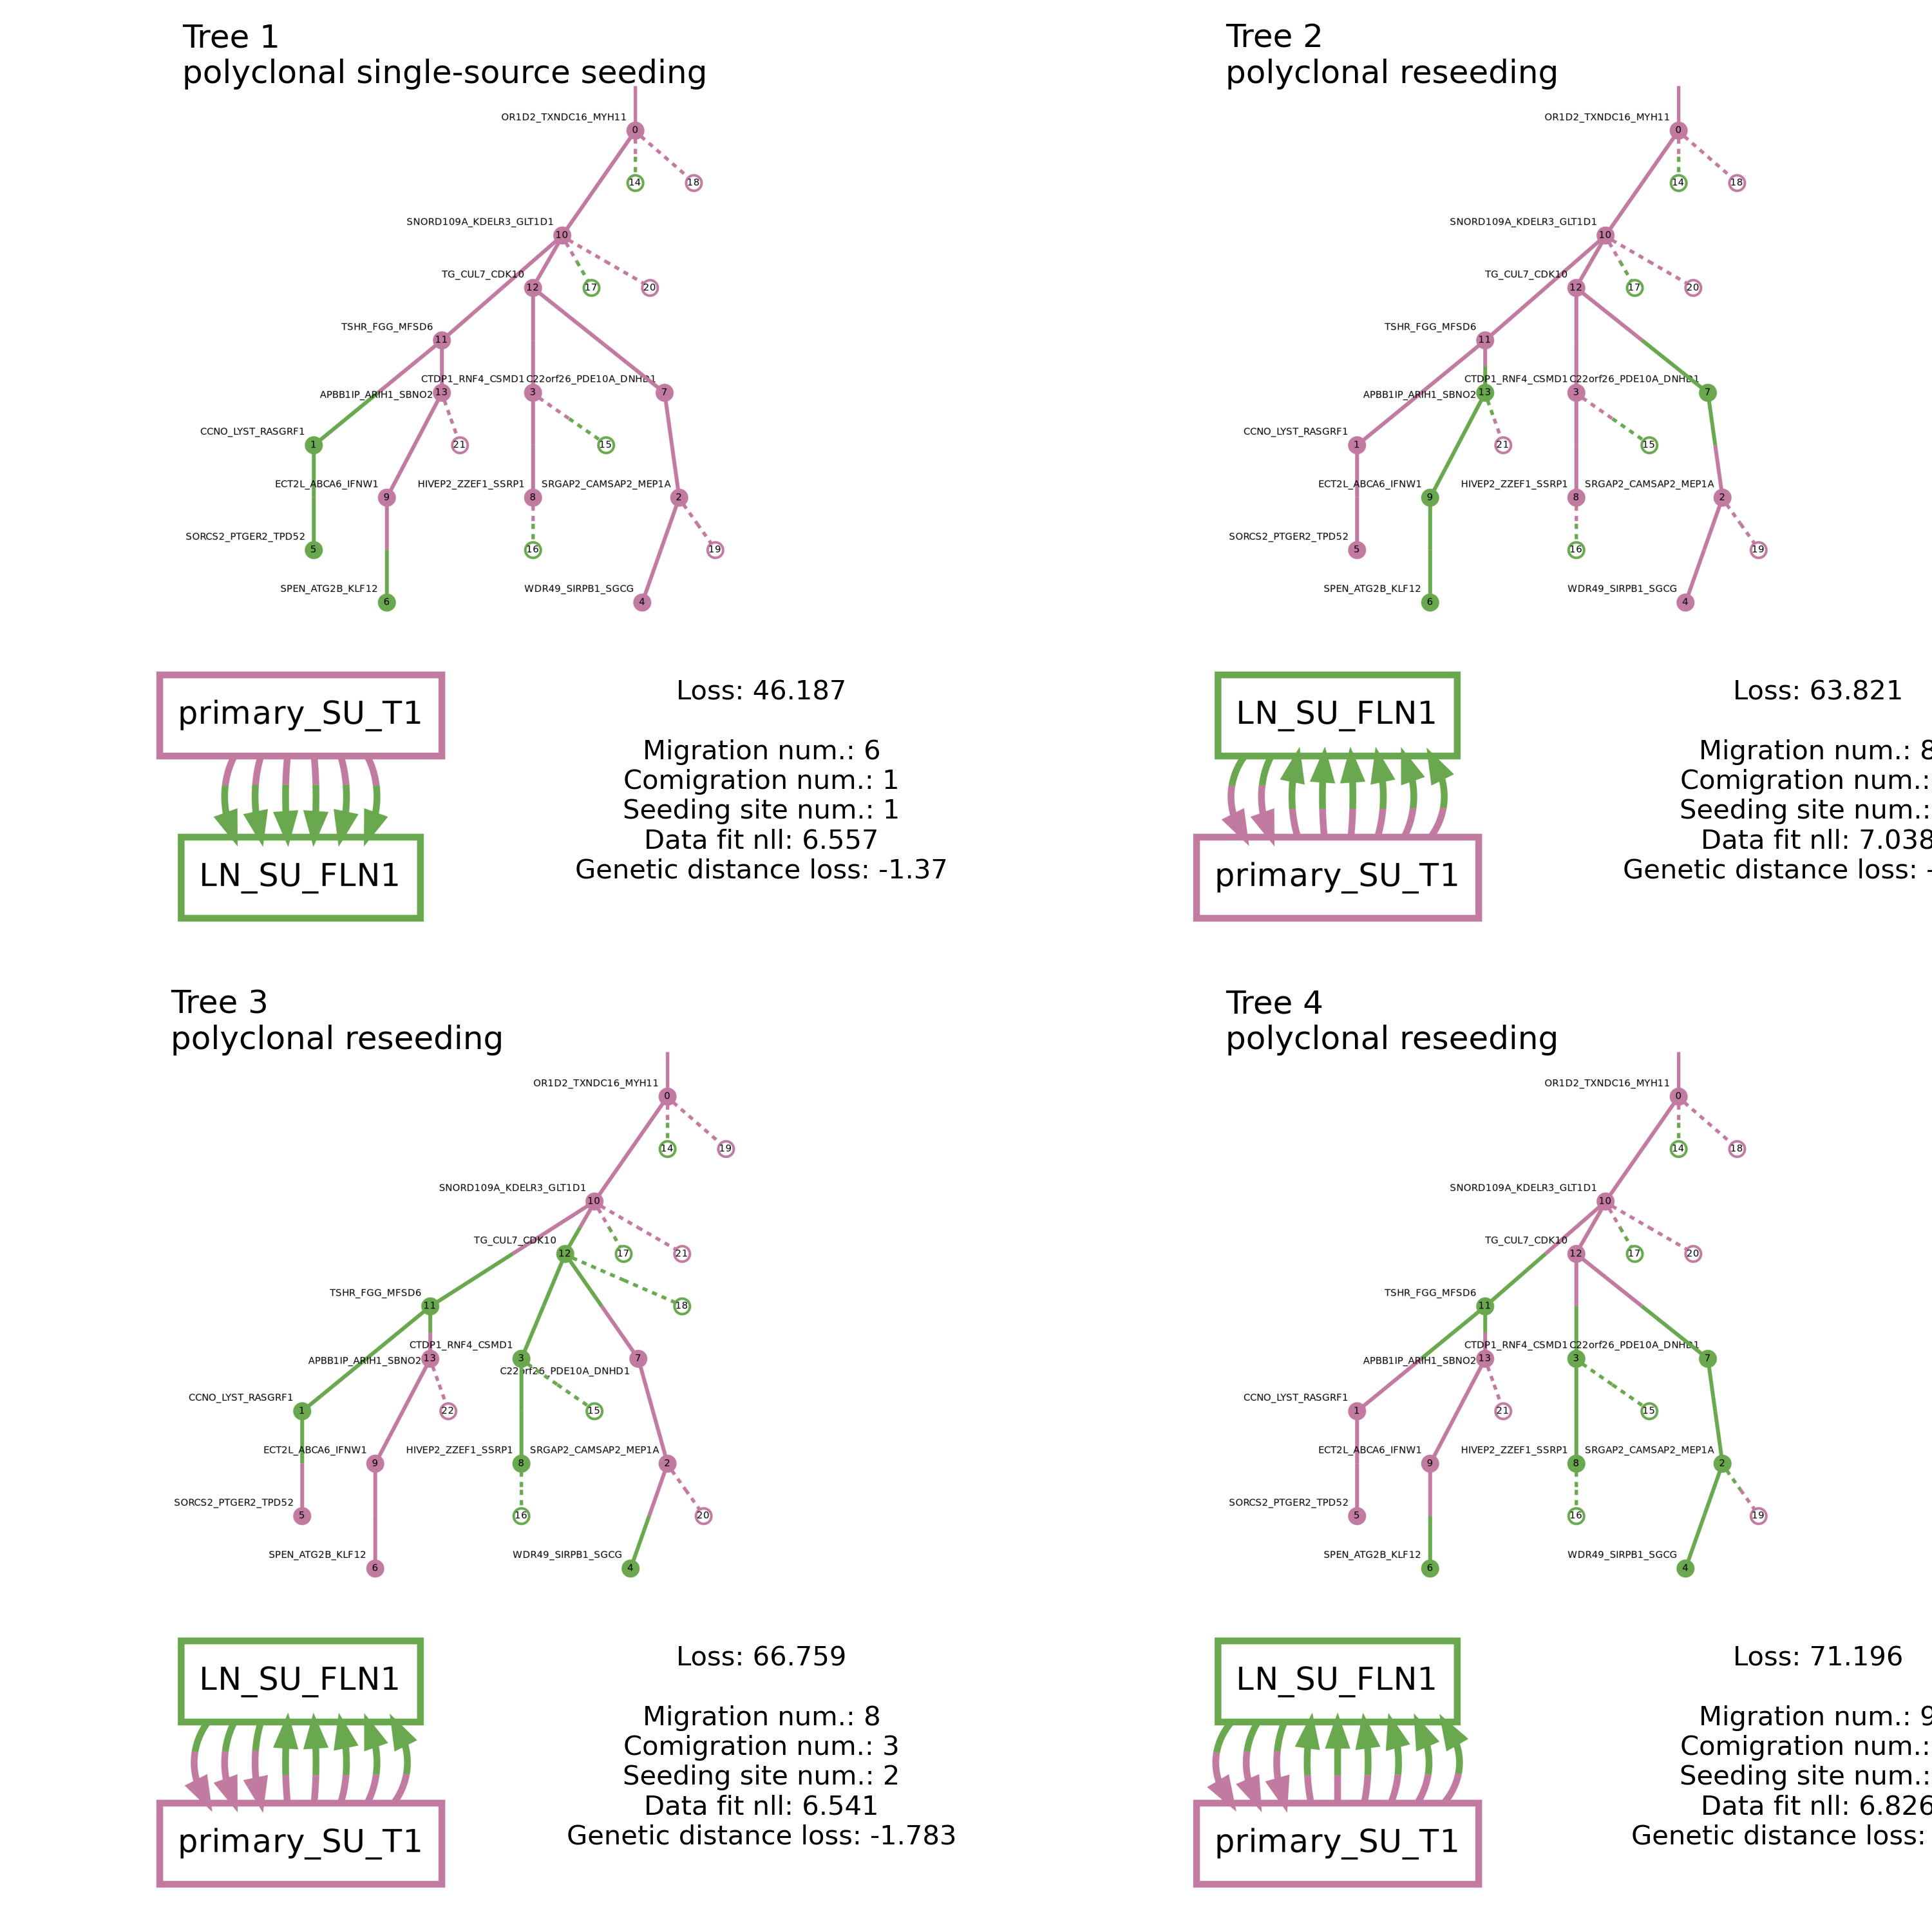 Tree 1
polyclonal single-source seeding
OR1D2_TXNDC16_MYH11
0
14
18
SNORD109A_KDELR3_GLT1D1
10
TG_CUL7_CDK10
12
17
20
TSHR_FGG_MFSD6
11
CTDP1_RNF4_CSMD1
C22orf26_PDE10A_DNHD1
APBB1IP_ARIH1_SBNO2
13
3
7
CCNO_LYST_RASGRF1
1
21
15
ECT2L_ABCA6_IFNW1
9
HIVEP2_ZZEF1_SSRP1
8
SRGAP2_CAMSAP2_MEP1A
2
SORCS2_PTGER2_TPD52
5
16
19
SPEN_ATG2B_KLF12
6
WDR49_SIRPB1_SGCG
4
primary_SU_T1
LN_SU_FLN1
Loss: 46.187
Migration num.: 6
Comigration num.: 1
Seeding site num.: 1
Data fit nll: 6.557
Genetic distance loss: -1.37
Tree 2
polyclonal reseeding
OR1D2_TXNDC16_MYH11
0
14
18
SNORD109A_KDELR3_GLT1D1
10
TG_CUL7_CDK10
12
17
20
TSHR_FGG_MFSD6
11
CTDP1_RNF4_CSMD1
C22orf26_PDE10A_DNHD1
APBB1IP_ARIH1_SBNO2
13
3
7
CCNO_LYST_RASGRF1
1
21
15
ECT2L_ABCA6_IFNW1
9
HIVEP2_ZZEF1_SSRP1
8
SRGAP2_CAMSAP2_MEP1A
2
SORCS2_PTGER2_TPD52
5
16
19
SPEN_ATG2B_KLF12
6
WDR49_SIRPB1_SGCG
4
LN_SU_FLN1
primary_SU_T1
Loss: 63.821
Migration num.: 8
Comigration num.:
Seeding site num.:
Data fit nll: 7.038
Genetic distance loss: -
Tree 3
polyclonal reseeding
OR1D2_TXNDC16_MYH11
0
14
19
SNORD109A_KDELR3_GLT1D1
10
TG_CUL7_CDK10
12
17
21
TSHR_FGG_MFSD6
11
18
CTDP1_RNF4_CSMD1
APBB1IP_ARIH1_SBNO2
13
3
C22orf26_PDE10A_DNHD1
7
CCNO_LYST_RASGRF1
1
22
15
ECT2L_ABCA6_IFNW1
9
HIVEP2_ZZEF1_SSRP1
8
SRGAP2_CAMSAP2_MEP1A
2
SORCS2_PTGER2_TPD52
5
16
20
SPEN_ATG2B_KLF12
6
WDR49_SIRPB1_SGCG
4
LN_SU_FLN1
primary_SU_T1
Loss: 66.759
Migration num.: 8
Comigration num.: 3
Seeding site num.: 2
Data fit nll: 6.541
Genetic distance loss: -1.783
Tree 4
polyclonal reseeding
OR1D2_TXNDC16_MYH11
0
14
18
SNORD109A_KDELR3_GLT1D1
10
TG_CUL7_CDK10
12
17
20
TSHR_FGG_MFSD6
11
CTDP1_RNF4_CSMD1
C22orf26_PDE10A_DNHD1
APBB1IP_ARIH1_SBNO2
13
3
7
CCNO_LYST_RASGRF1
1
21
15
ECT2L_ABCA6_IFNW1
9
HIVEP2_ZZEF1_SSRP1
8
SRGAP2_CAMSAP2_MEP1A
2
SORCS2_PTGER2_TPD52
5
16
19
SPEN_ATG2B_KLF12
6
WDR49_SIRPB1_SGCG
4
LN_SU_FLN1
primary_SU_T1
Loss: 71.196
Migration num.: 9
Comigration num.:
Seeding site num.:
Data fit nll: 6.826
Genetic distance loss: